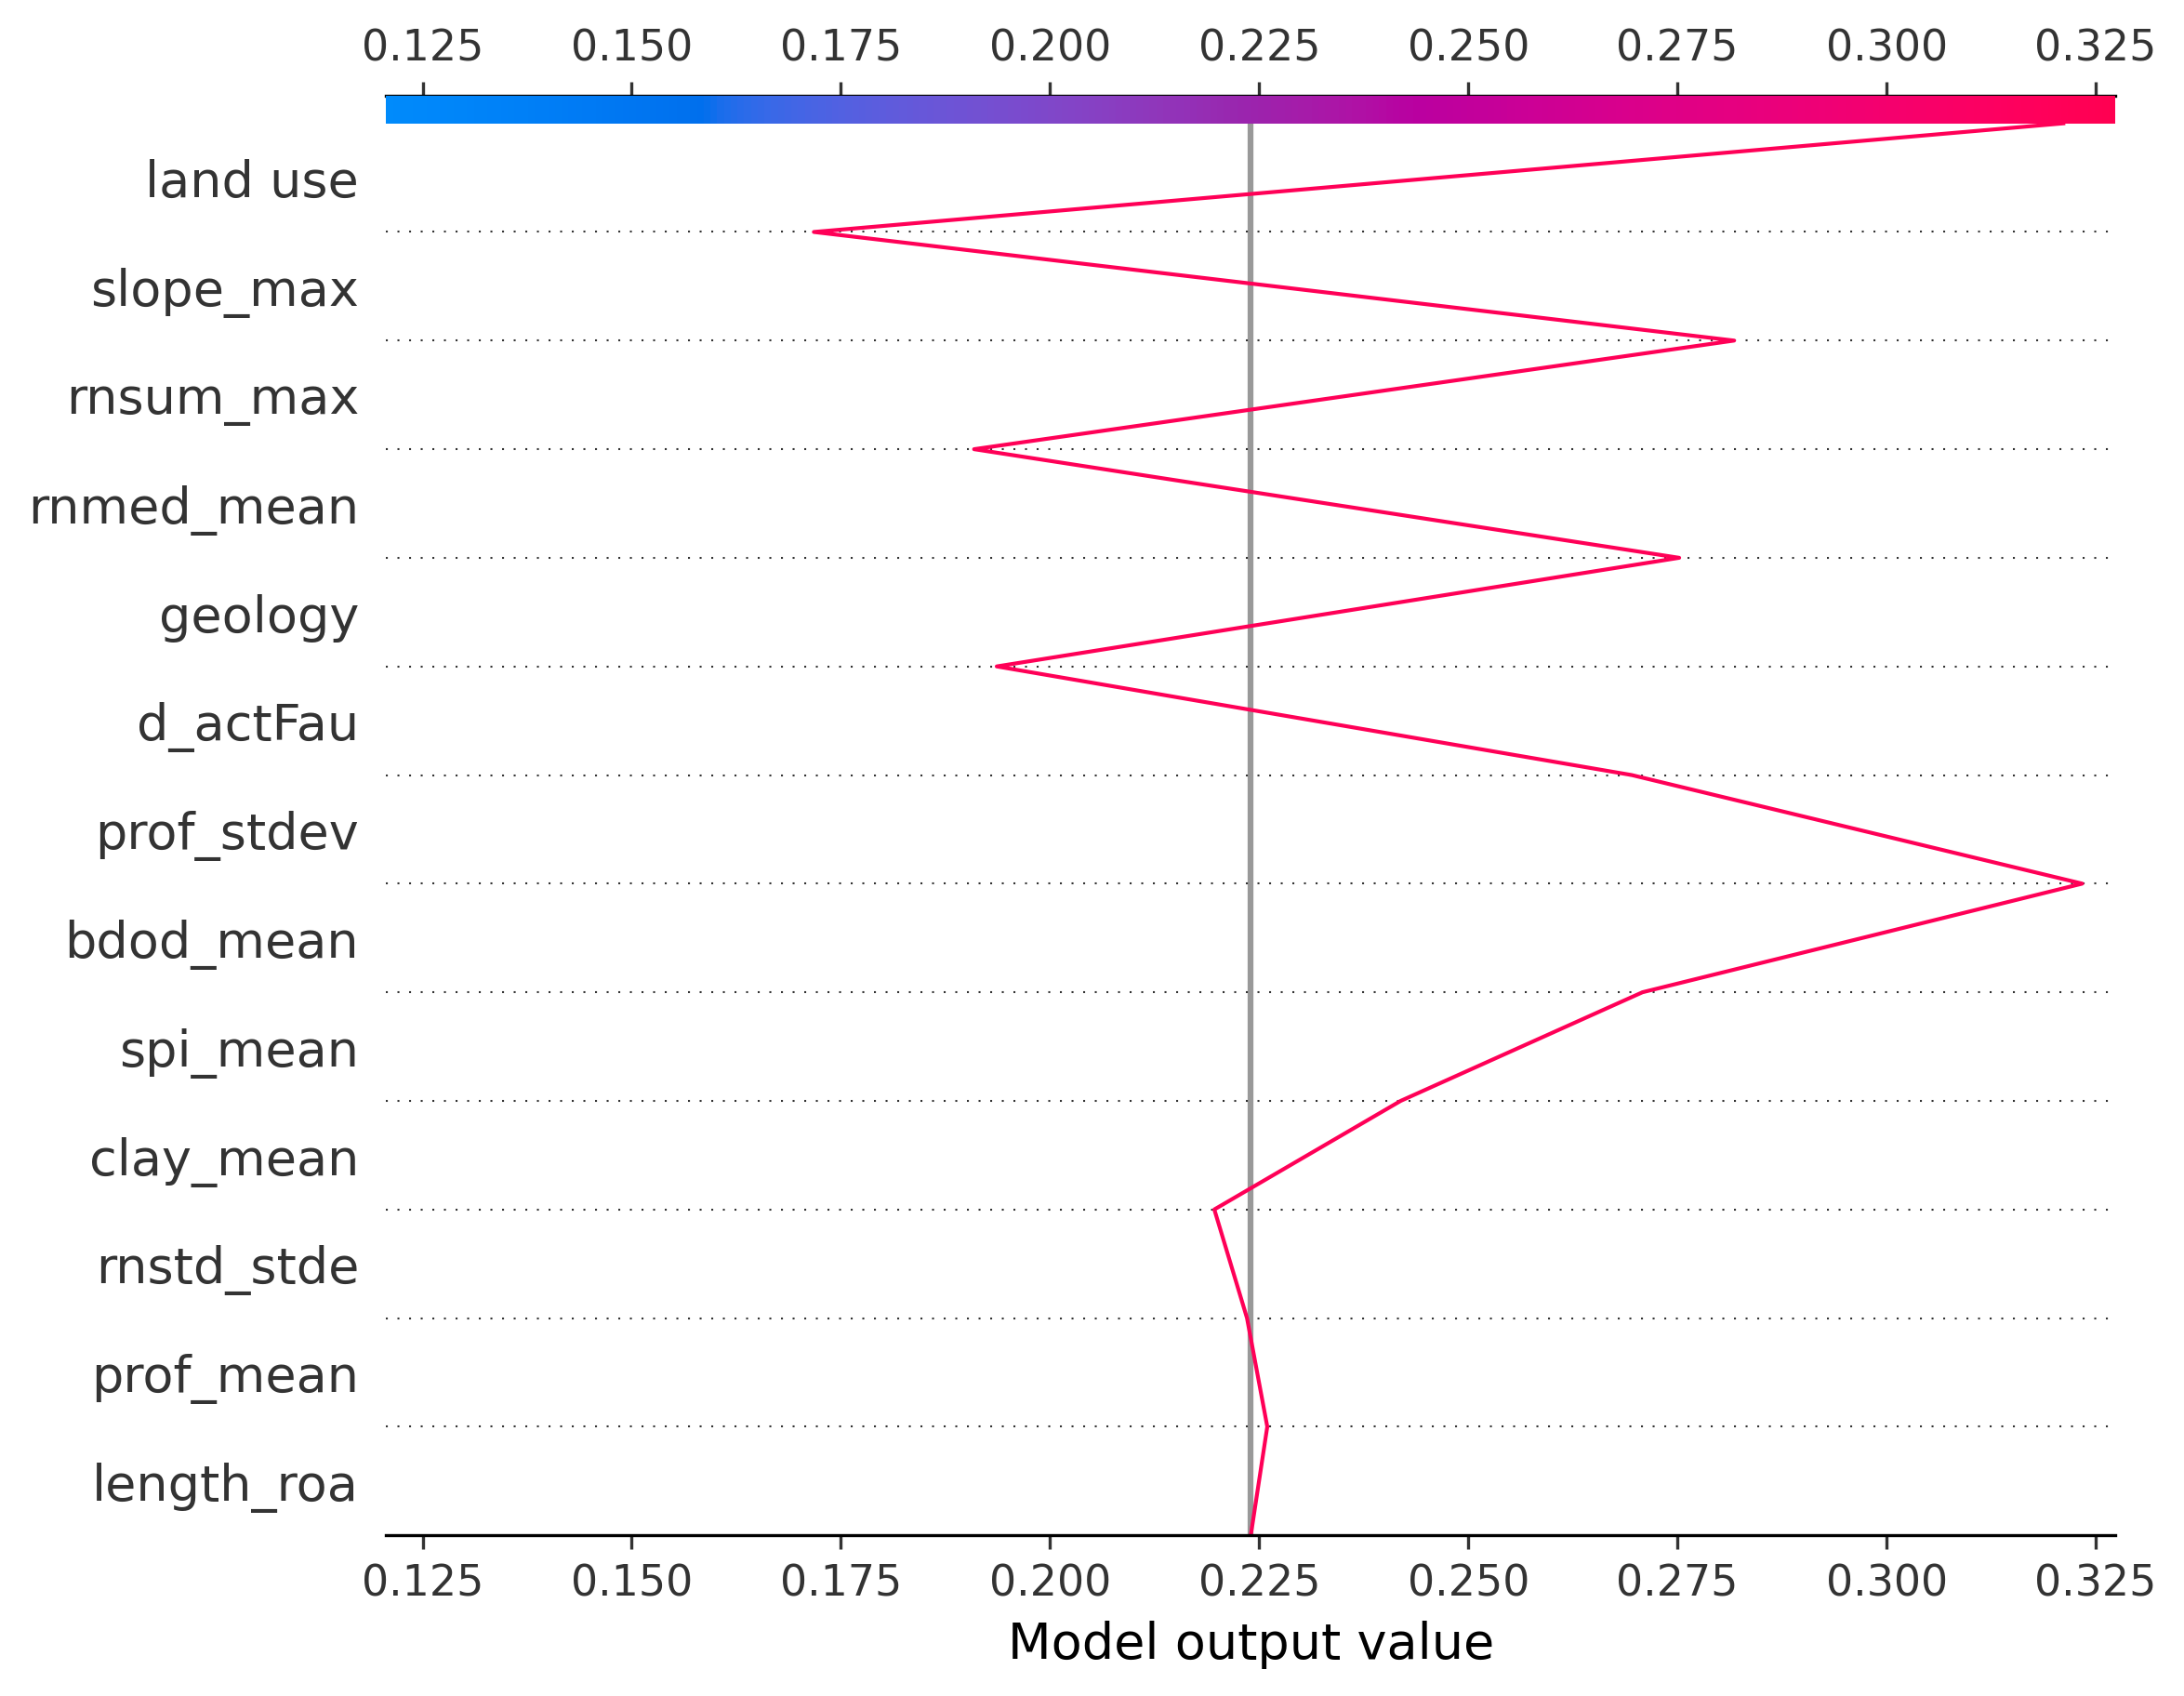 0.125 0.150 0.175 0.200 0.225 0.250 0.275 0.300 0.325
land use
slope_max
rnsum_max
rnmed_mean
geology
d_actFau
prof_stdev
bdod_mean
spi_mean
clay_mean
rnstd_stde
prof_mean
length_roa
0.125 0.150 0.175 0.200 0.225 0.250 0.275 0.300 0.325
Model output value